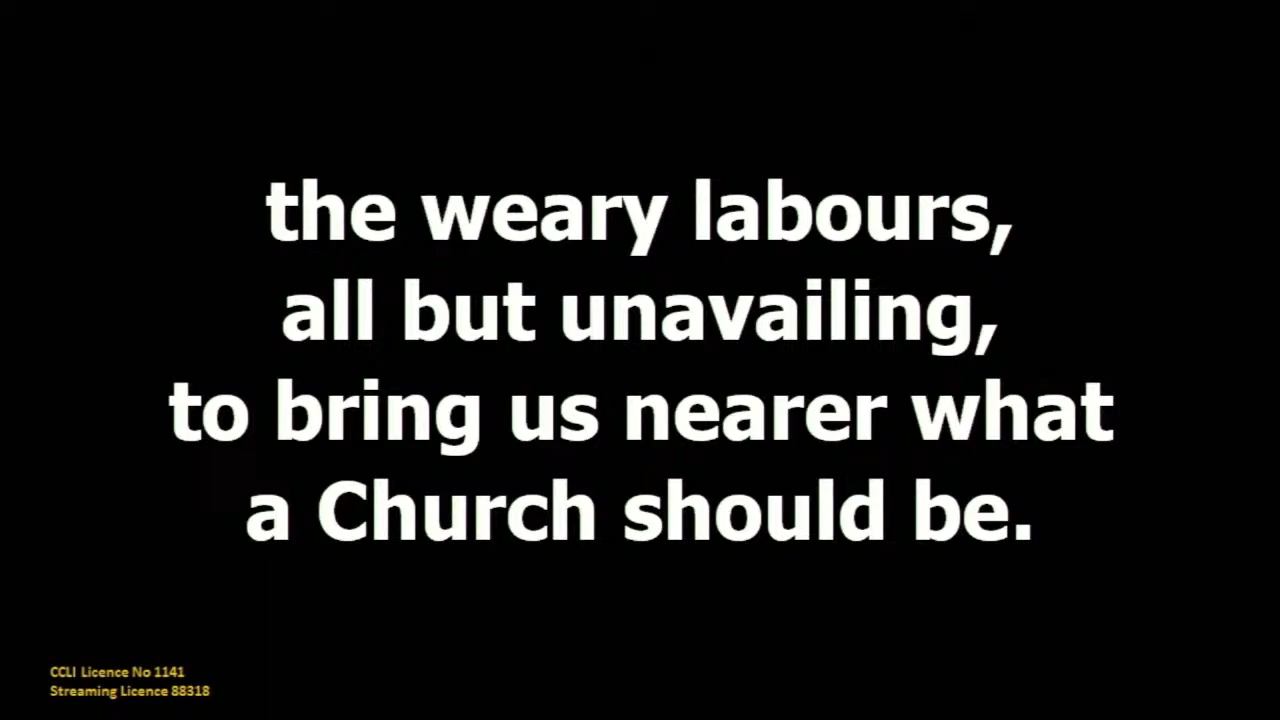 the weary labours,
all but unavailing,
to bring us nearer what
a Church should be.
CCLI Licence No 1141
Streaming Licence 88318